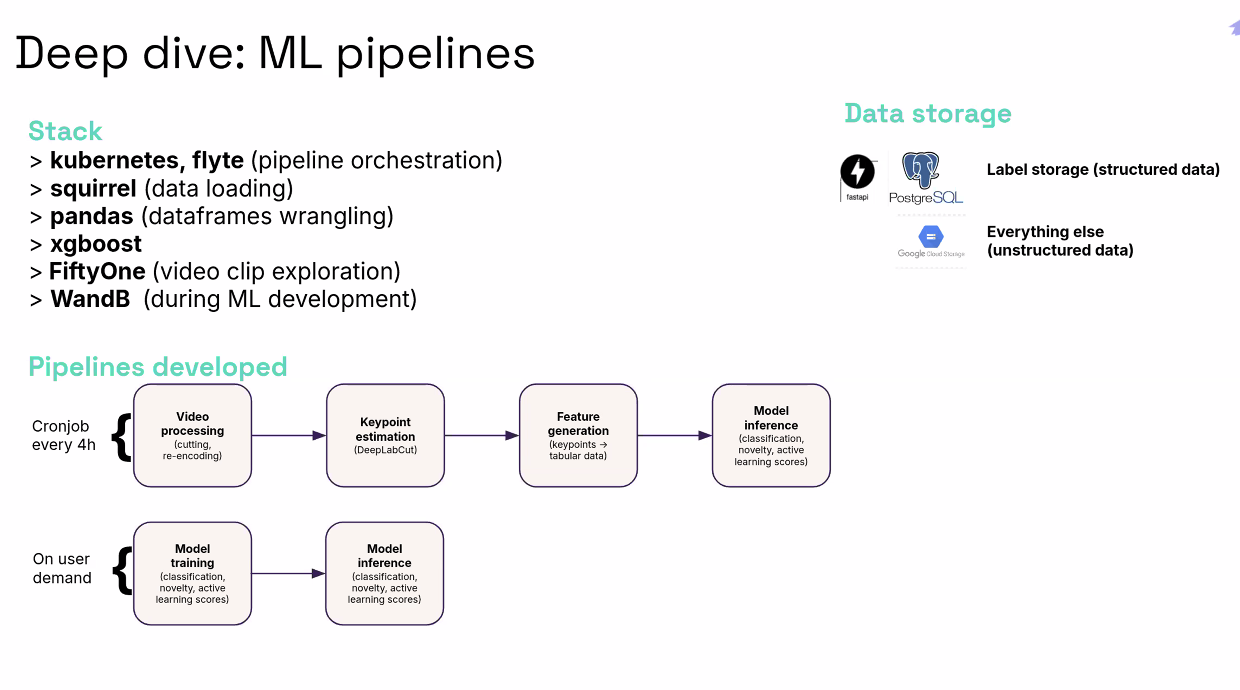 Deep dive: ML pipelines
Stack
> kubernetes, flyte (pipeline orchestration)
> squirrel (data loading)
> pandas (dataframes wrangling)
> xgboost
> FiftyOne (video clip exploration)
> WandB (during ML development)
Data storage
fastapi
PostgreSQL
Label storage (structured data)
Google Cloud Storage
Everything else
(unstructured data)
Pipelines developed
Cronjob
every 4h
{
Video
processing
(cutting,
re-encoding)
Keypoint
estimation
(DeepLabCut)
Feature
generation
(keypoints →
tabular data)
Model
inference
(classification,
novelty, active
learning scores)
On user
demand
{
Model
training
(classification,
novelty, active
learning scores)
Model
inference
(classification,
novelty, active
learning scores)